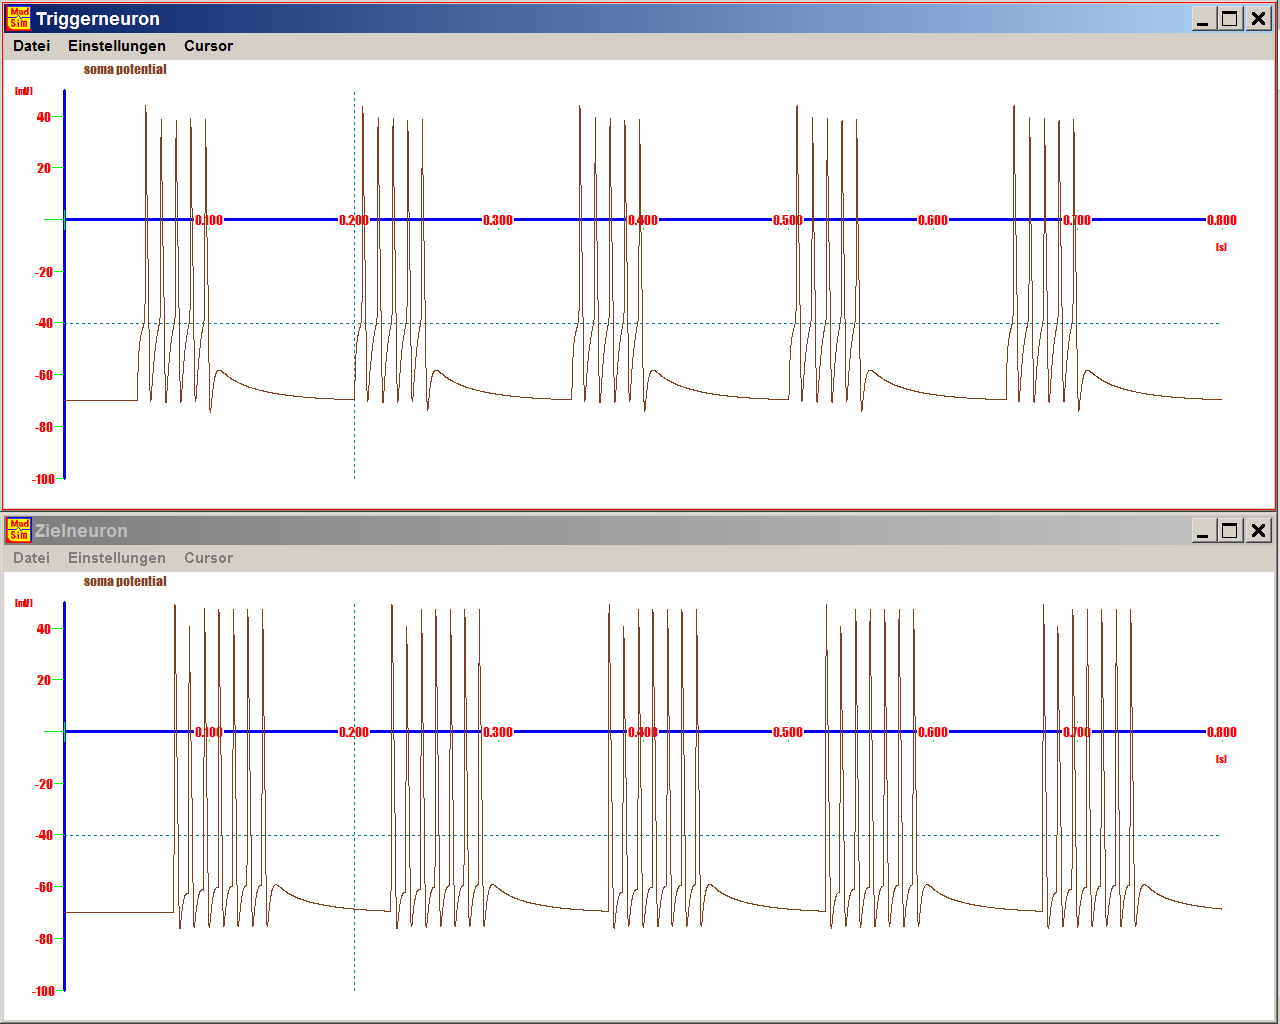 Mad Sim Triggerneuron
Datei Einstellungen Cursor
soma potential
[mV]
40
20
0.100 0.200 0.300 0.400 0.500 0.600 0.700 0.800
[s]
-20
-40
-60
-80
-100
Mad Sim Zielneuron
Datei Einstellungen Cursor
soma potential
[mV]
40
20
0.100 0.200 0.300 0.400 0.500 0.600 0.700 0.800
[s]
-20
-40
-60
-80
-100